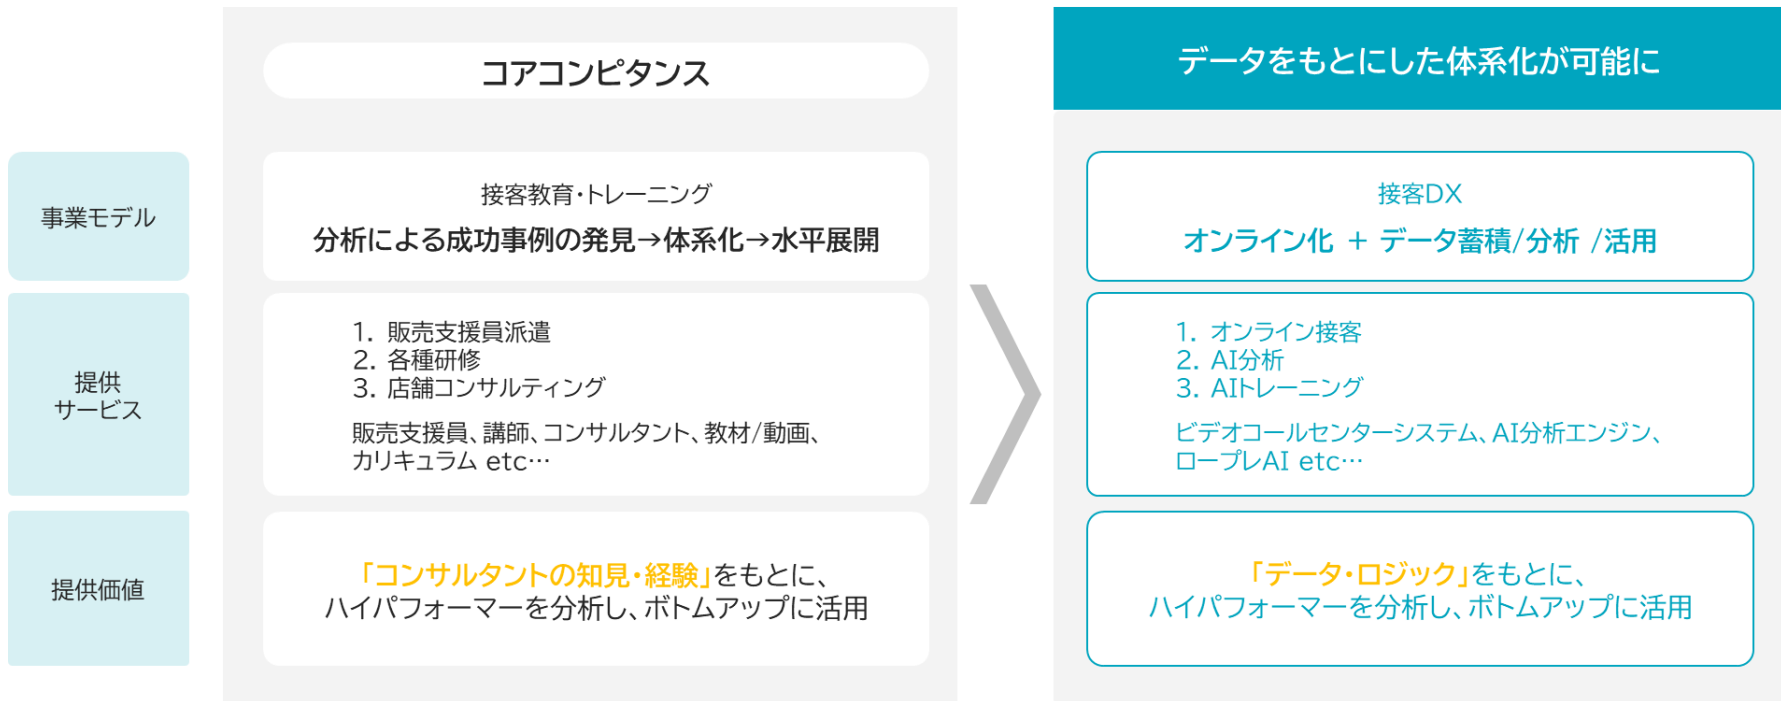 コアコンピタンス
データをもとにした体系化が可能に
事業モデル
接客教育・トレーニング
分析による成功事例の発見→体系化→水平展開
接客DX
オンライン化 + データ蓄積/分析 /活用
提供
サービス
1. 販売支援員派遣
2. 各種研修
3. 店舗コンサルティング
販売支援員、講師、コンサルタント、教材/動画、
カリキュラム etc…
1. オンライン接客
2. AI分析
3. AIトレーニング
ビデオコールセンターシステム、AI分析エンジン、
ロープレAI etc…
提供価値
「コンサルタントの知見・経験」をもとに、
ハイパフォーマーを分析し、ボトムアップに活用
「データ・ロジック」をもとに、
ハイパフォーマーを分析し、ボトムアップに活用